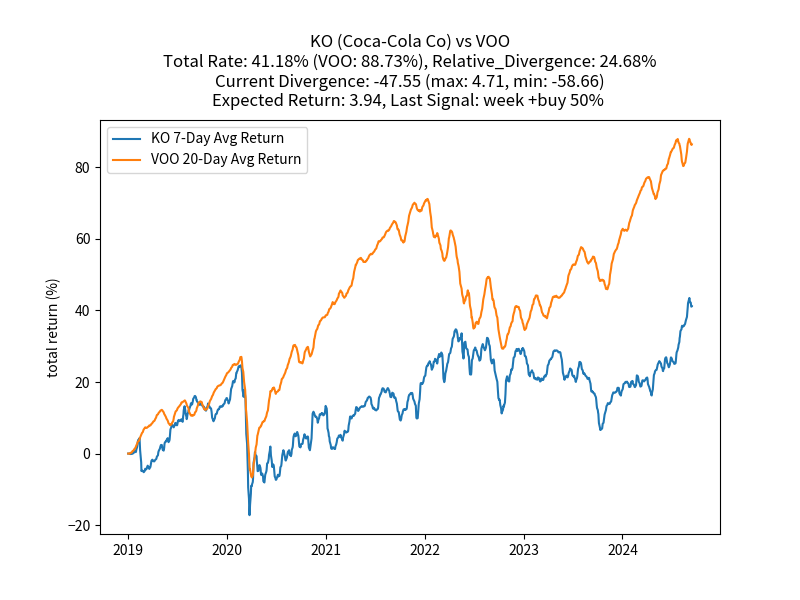 KO (Coca-Cola Co) vs VOO
Total Rate: 41.18% (VOO: 88.73%), Relative_Divergence: 24.68%
Current Divergence: -47.55 (max: 4.71, min: -58.66)
Expected Return: 3.94, Last Signal: week +buy 50%
KO 7-Day Avg Return
VOO 20-Day Avg Return
total return (%)
80
60
40
20
0
−20
2019 2020 2021 2022 2023 2024